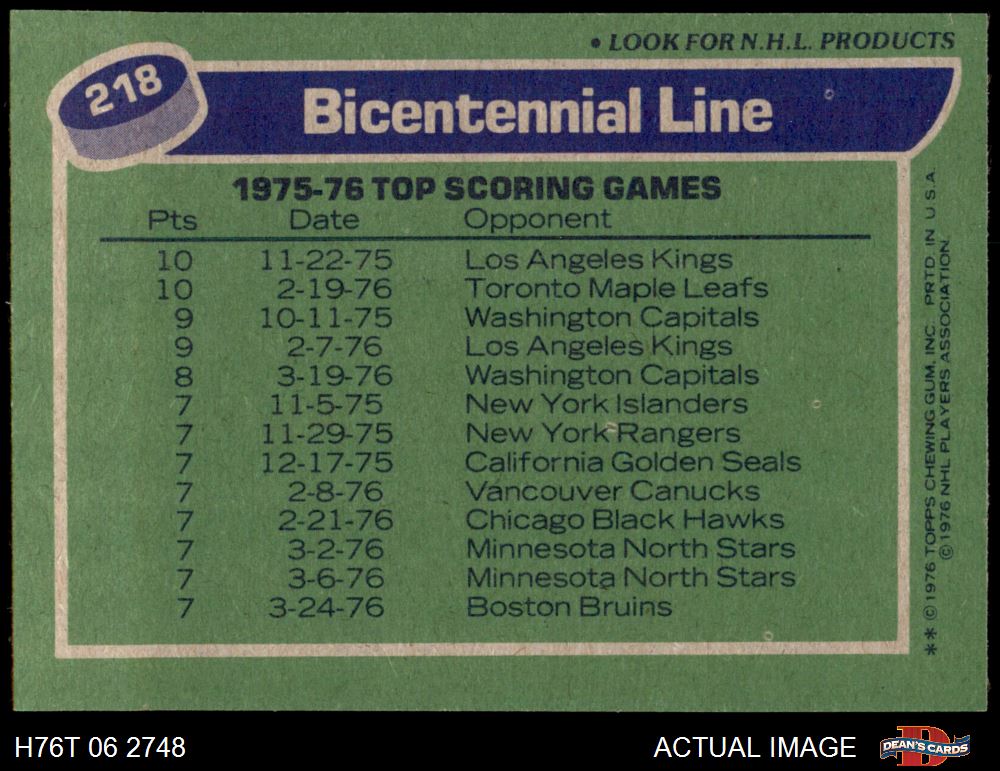 • LOOK FOR N.H.L. PRODUCTS
218
Bicentennial Line
1975-76 TOP SCORING GAMES
Pts Date Opponent
10 11-22-75 Los Angeles Kings
10 2-19-76 Toronto Maple Leafs
9 10-11-75 Washington Capitals
9 2-7-76 Los Angeles Kings
8 3-19-76 Washington Capitals
7 11-5-75 New York Islanders
7 11-29-75 New York Rangers
7 12-17-75 California Golden Seals
7 2-8-76 Vancouver Canucks
7 2-21-76 Chicago Black Hawks
7 3-2-76 Minnesota North Stars
7 3-6-76 Minnesota North Stars
7 3-24-76 Boston Bruins
** © 1976 TOPPS CHEWING GUM, INC. PRTD. IN U.S.A.
© 1976 NHL PLAYERS ASSOCIATION.
H76T 06 2748
ACTUAL IMAGE
DEAN'S CARDS